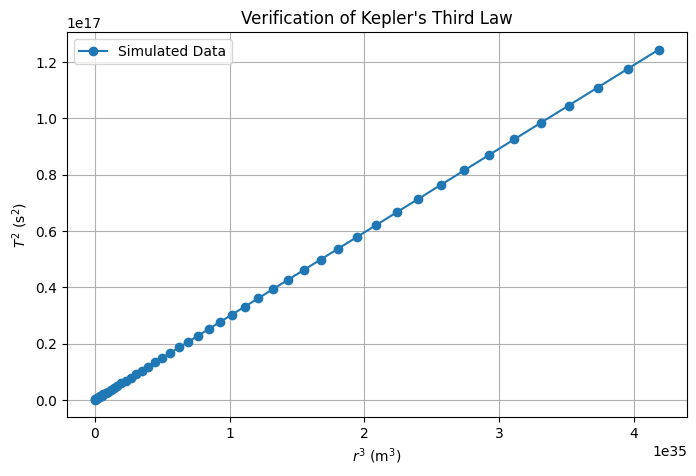 Verification of Kepler's Third Law
1e17
Simulated Data
1.2
1.0
0.8
0.6
0.4
0.2
0.0
T² (s²)
0 1 2 3 4
1e35
r³ (m³)